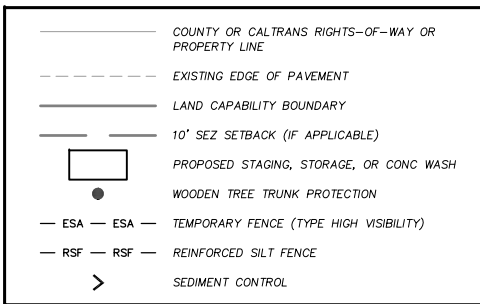 COUNTY OR CALTRANS RIGHTS-OF-WAY OR
PROPERTY LINE
EXISTING EDGE OF PAVEMENT
LAND CAPABILITY BOUNDARY
10' SEZ SETBACK (IF APPLICABLE)
PROPOSED STAGING, STORAGE, OR CONC WASH
WOODEN TREE TRUNK PROTECTION
— ESA — ESA — TEMPORARY FENCE (TYPE HIGH VISIBILITY)
— RSF — RSF — REINFORCED SILT FENCE
SEDIMENT CONTROL